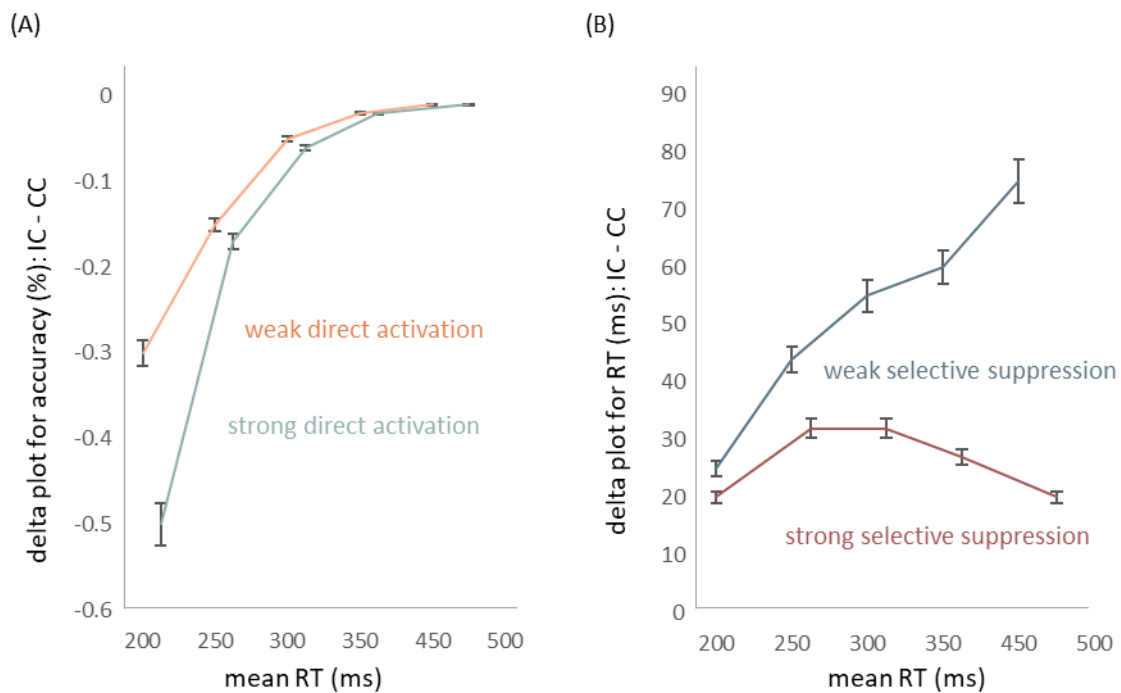 (A)
delta plot for accuracy (%): IC - CC
0
-0.1
-0.2
-0.3
-0.4
-0.5
-0.6
weak direct activation
strong direct activation
200 250 300 350 450 500
mean RT (ms)
(B)
delta plot for RT (ms): IC - CC
90
80
70
60
50
40
30
20
10
0
weak selective suppression
strong selective suppression
200 250 300 350 450 500
mean RT (ms)